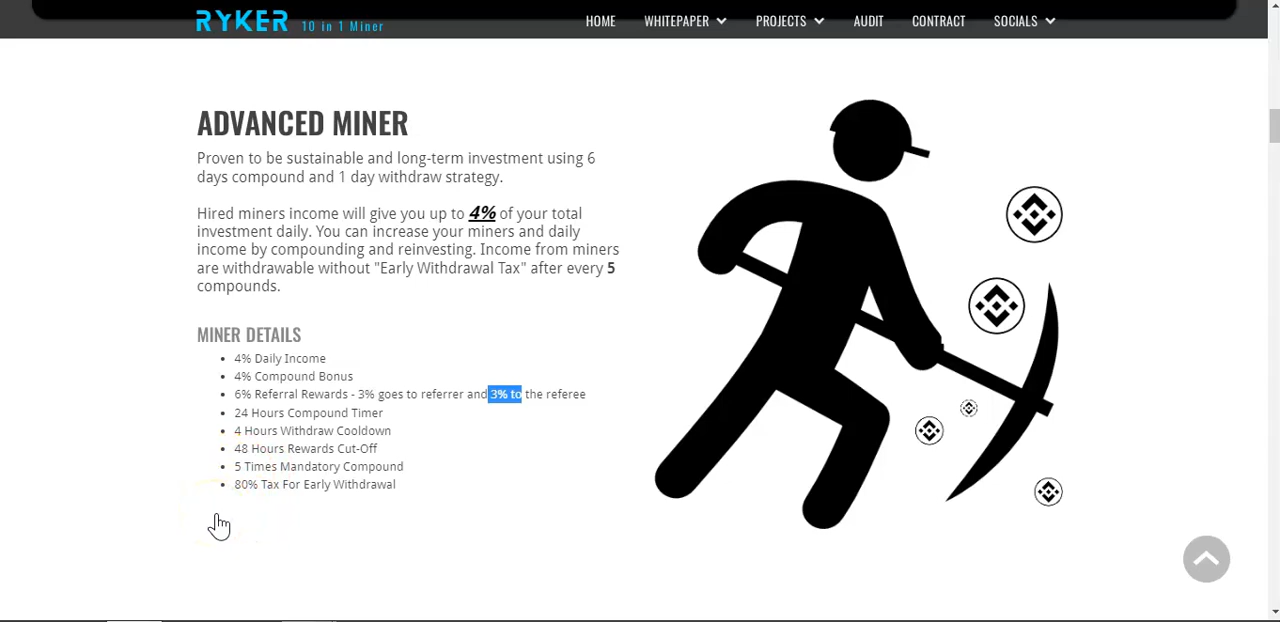 RYKER 10 in 1 Miner HOME WHITEPAPER PROJECTS AUDIT CONTRACT SOCIALS
ADVANCED MINER
Proven to be sustainable and long-term investment using 6
days compound and 1 day withdraw strategy.
Hired miners income will give you up to 4% of your total
investment daily. You can increase your miners and daily
income by compounding and reinvesting. Income from miners
are withdrawable without "Early Withdrawal Tax" after every 5
compounds.
MINER DETAILS
4% Daily Income
4% Compound Bonus
6% Referral Rewards - 3% goes to referrer and 3% to the referee
24 Hours Compound Timer
4 Hours Withdraw Cooldown
48 Hours Rewards Cut-Off
5 Times Mandatory Compound
80% Tax For Early Withdrawal